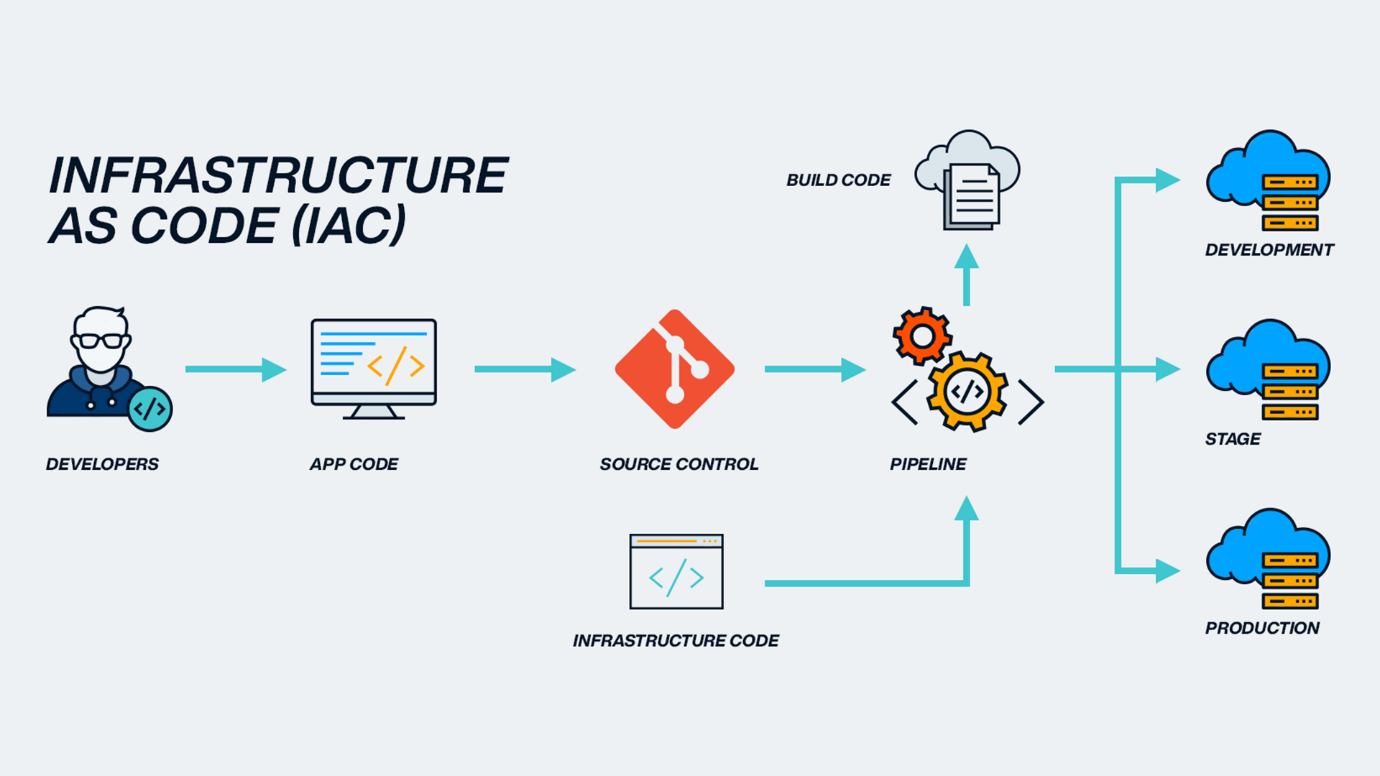 INFRASTRUCTURE
AS CODE (IAC)
BUILD CODE
DEVELOPMENT
STAGE
DEVELOPERS
APP CODE
SOURCE CONTROL
PIPELINE
PRODUCTION
INFRASTRUCTURE CODE